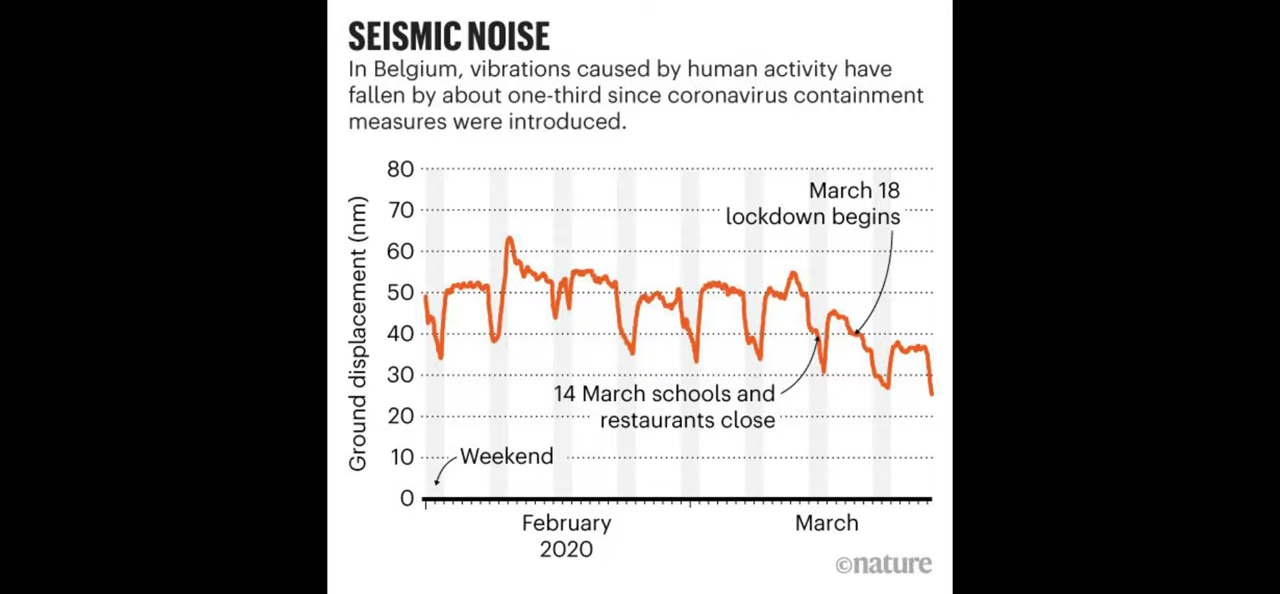 SEISMIC NOISE
In Belgium, vibrations caused by human activity have
fallen by about one-third since coronavirus containment
measures were introduced.
Ground displacement (nm)
80
70
60
50
40
30
20
10
0
March 18
lockdown begins
14 March schools and
restaurants close
Weekend
February
2020
March
©nature